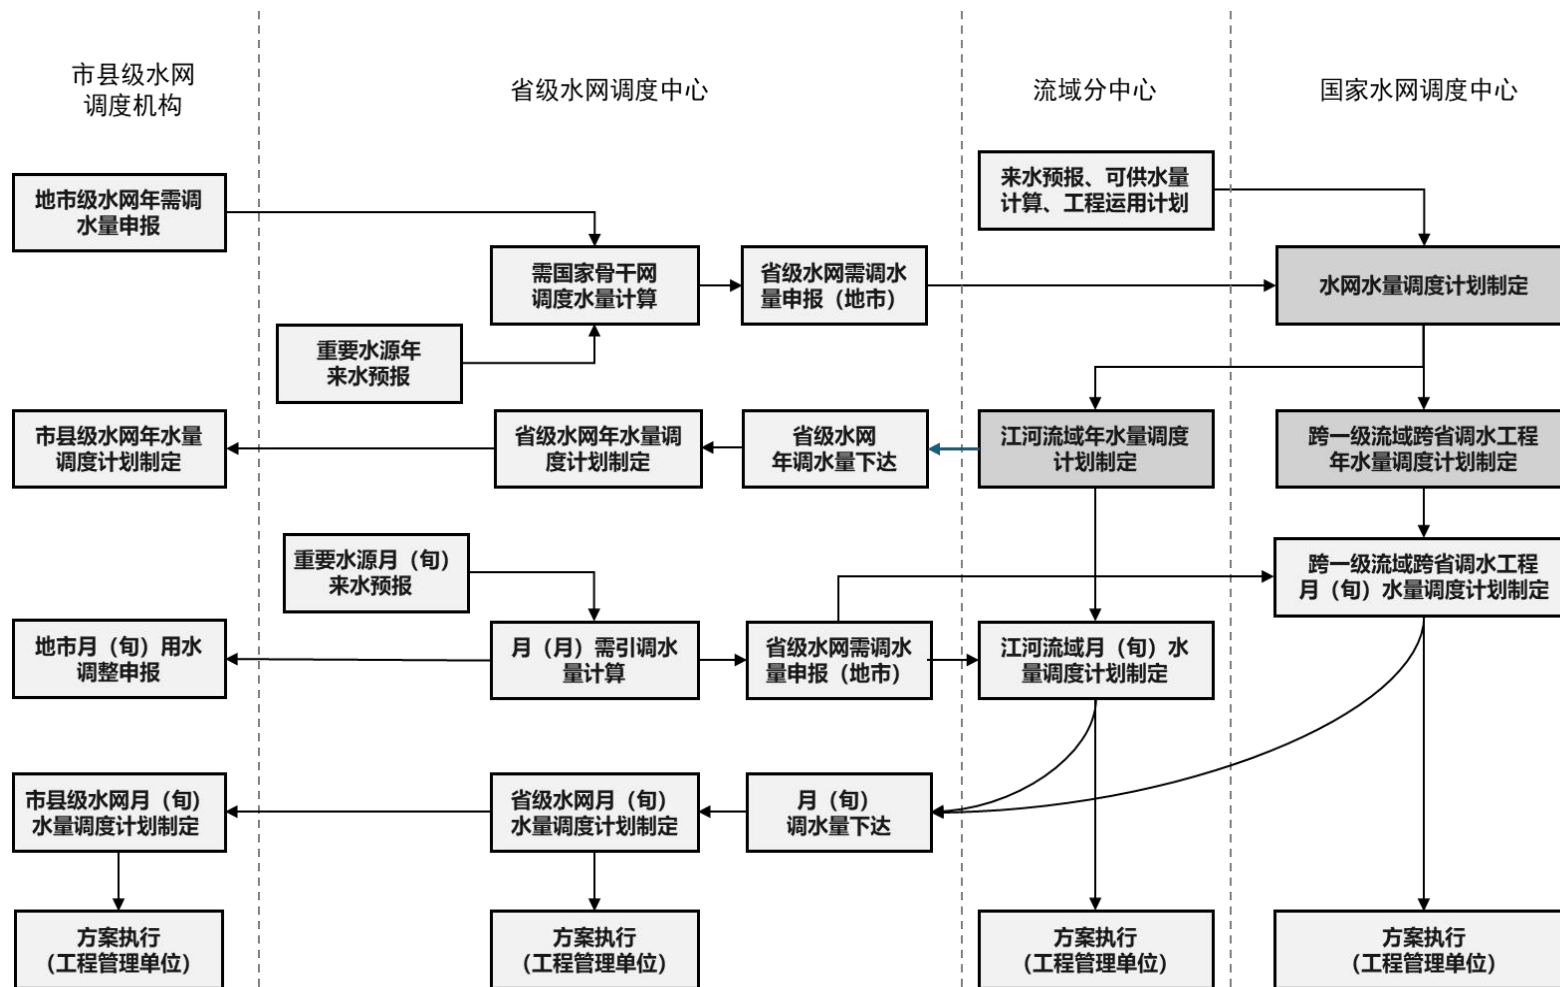 市县级水网
调度机构
省级水网调度中心
流域分中心
国家水网调度中心
来水预报、可供水量
计算、工程运用计划
地市级水网年需调
水量申报
需国家骨干网
调度水量计算
省级水网需调水
量申报（地市）
水网水量调度计划制定
重要水源年
来水预报
市县级水网年水量
调度计划制定
省级水网年水量调
度计划制定
省级水网
年调水量下达
江河流域年水量调度
计划制定
跨一级流域跨省调水工程
年水量调度计划制定
重要水源月（旬）
来水预报
跨一级流域跨省调水工程
月（旬）水量调度计划制定
地市月（旬）用水
调整申报
月（月）需引调水
量计算
省级水网需调水
量申报（地市）
江河流域月（旬）水
量调度计划制定
市县级水网月（旬）
水量调度计划制定
省级水网月（旬）
水量调度计划制定
月（旬）
调水量下达
方案执行
（工程管理单位）
方案执行
（工程管理单位）
方案执行
（工程管理单位）
方案执行
（工程管理单位）